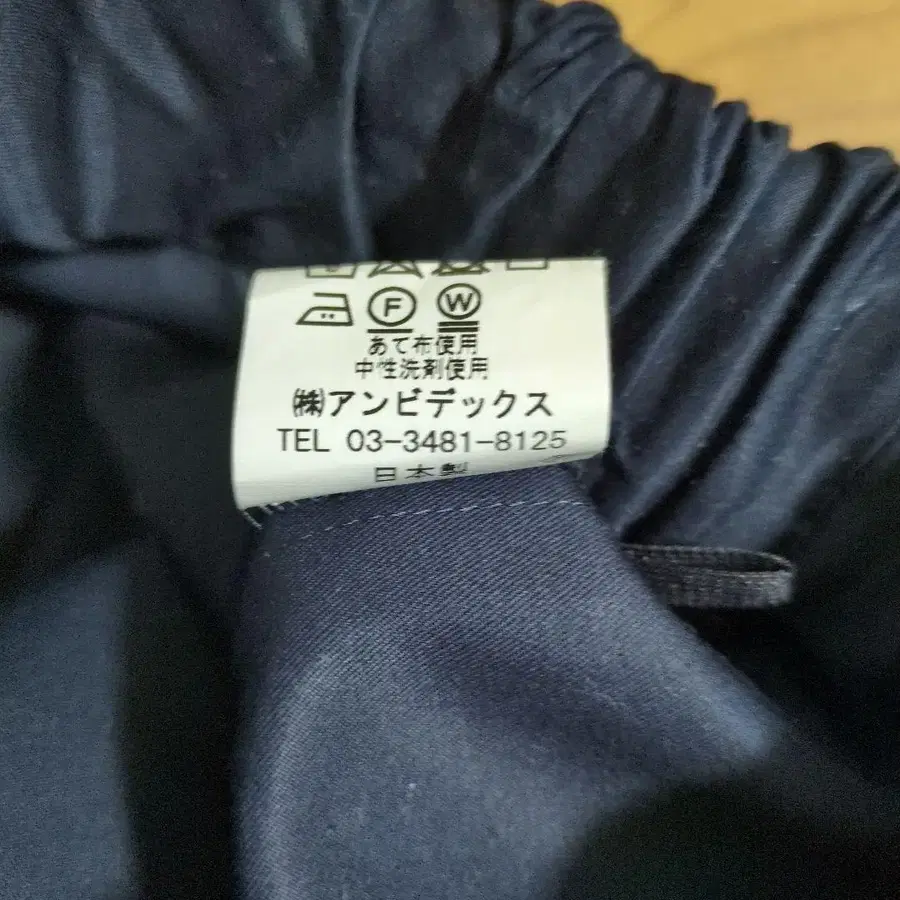 F W
あて布使用
中性洗剤使用
㈱アンビデックス
TEL 03-3481-8125
日本製